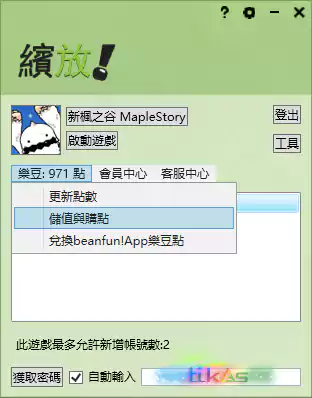 ?
繽放!
新楓之谷 MapleStory
登出
啟動遊戲
工具
樂豆: 971 點 會員中心 客服中心
更新點數
儲值與購點
兌換beanfun!App樂豆點
此遊戲最多允許新增帳號數:2
獲取密碼 自動輸入